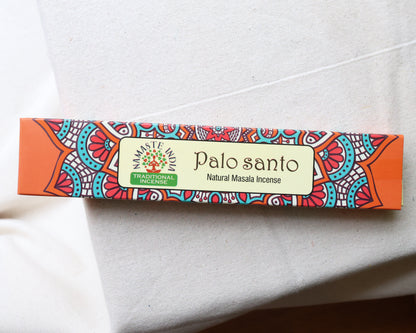 NAMASTE INDIA
TRADITIONAL
INCENSE
Palo santo
Natural Masala Incense